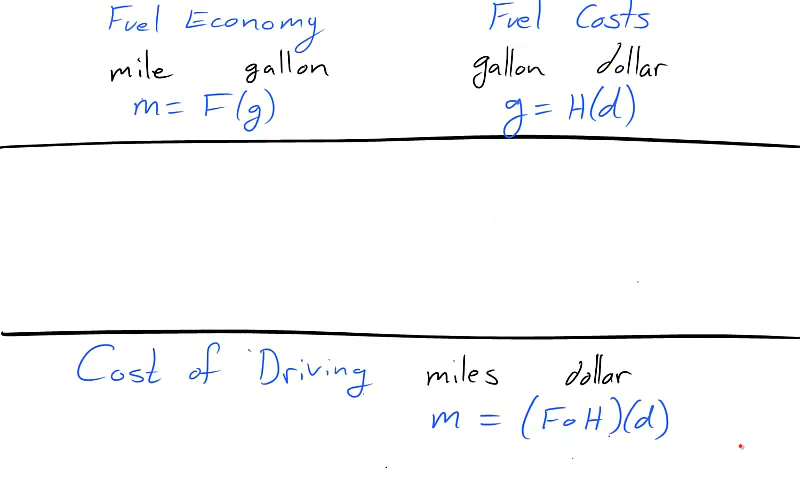 Fuel Economy Fuel Costs
mile gallon gallon dollar
m = F(g) g = H(d)
Cost of Driving miles dollar
m = (F∘H)(d)